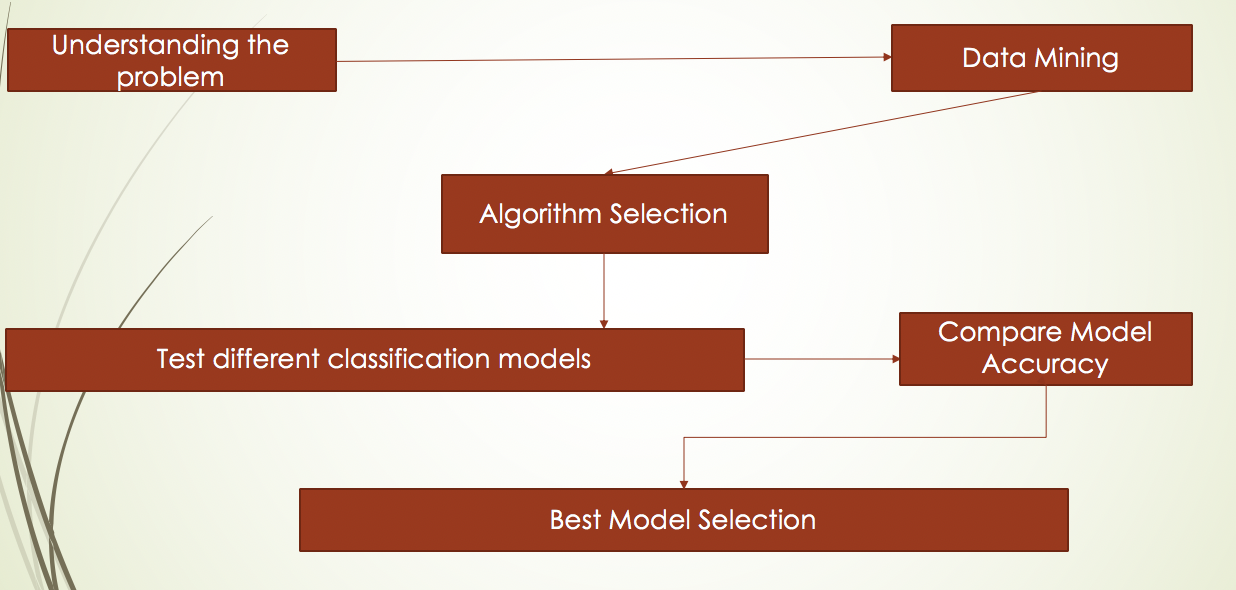 Understanding the
problem
Data Mining
Algorithm Selection
Test different classification models
Compare Model
Accuracy
Best Model Selection